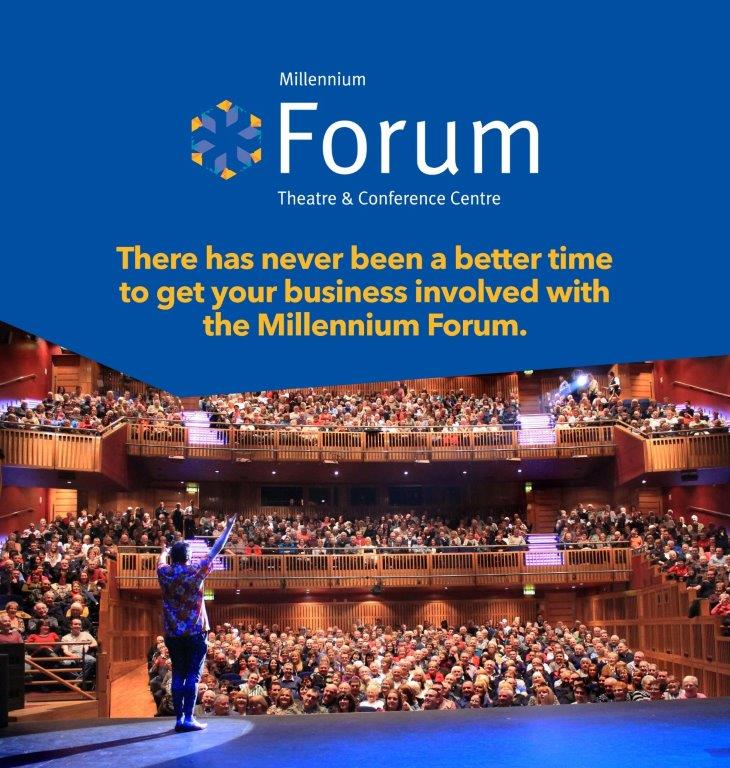 Millennium
Forum
Theatre & Conference Centre
There has never been a better time
to get your business involved with
the Millennium Forum.